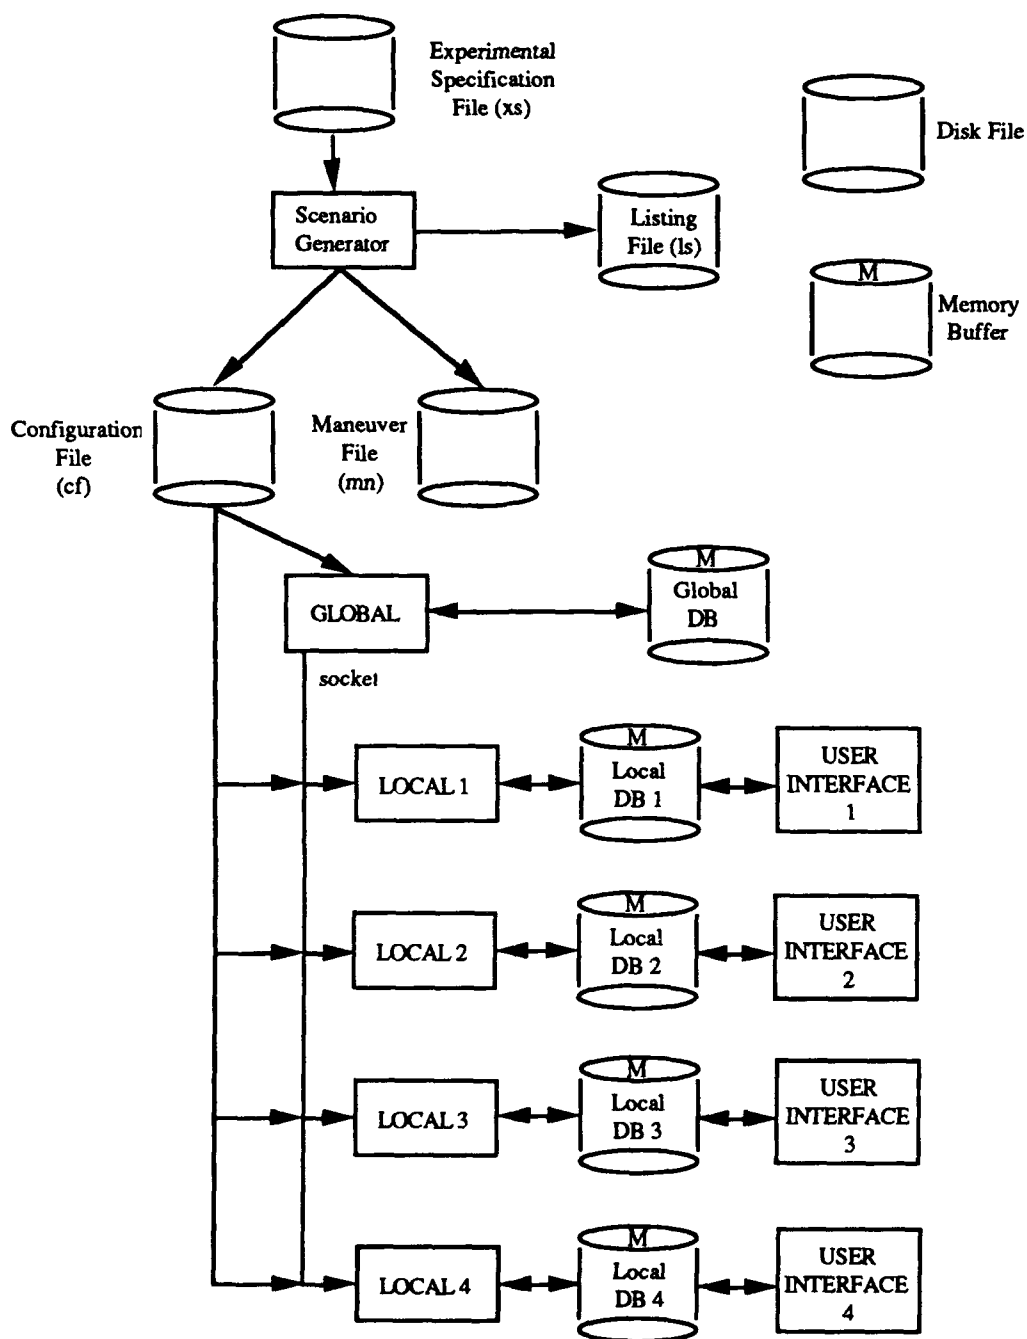 Experimental
Specification
File (xs)
Disk File
Scenario
Generator
Listing
File (ls)
M
Memory
Buffer
Configuration
File
(cf)
Maneuver
File
(mn)
M
Global
DB
GLOBAL
socket
LOCAL 1
M
Local
DB 1
USER
INTERFACE
1
LOCAL 2
M
Local
DB 2
USER
INTERFACE
2
LOCAL 3
M
Local
DB 3
USER
INTERFACE
3
LOCAL 4
M
Local
DB 4
USER
INTERFACE
4